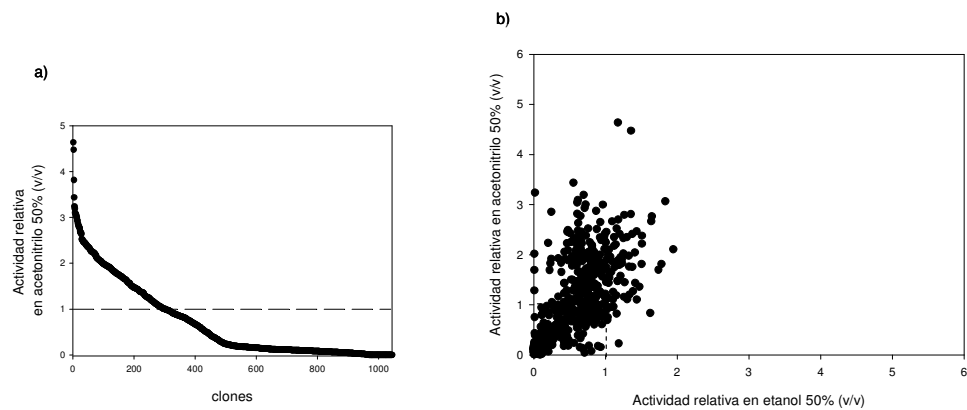 a)
Actividad relativa
en acetonitrilo 50% (v/v)
5
4
3
2
1
0
0 200 400 600 800 1000
clones
b)
Actividad relativa en acetonitrilo 50% (v/v)
6
5
4
3
2
1
0
0 1 2 3 4 5 6
Actividad relativa en etanol 50% (v/v)